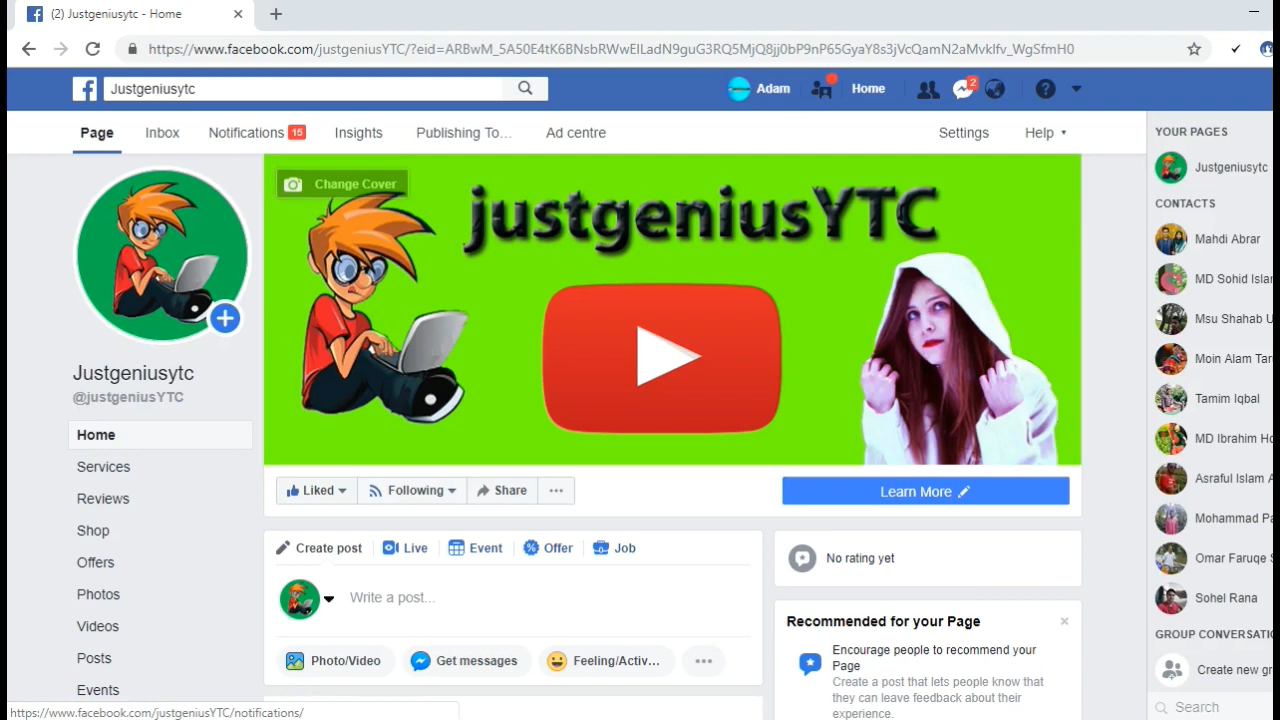 (2) Justgeniusytc - Home
https://www.facebook.com/justgeniusYTC/?eid=ARBwM_5A50E4tK6BNsbRWwElLadN9guG3RQ5MjQ8jj0bP9nP65GyaY8s3jVcQamN2aMvklfv_WgSfmH0
Justgeniusytc
Adam
Home
2
Page
Inbox
Notifications 15
Insights
Publishing To...
Ad centre
Settings
Help
Change Cover
justgeniusYTC
Justgeniusytc
@justgeniusYTC
Home
Services
Reviews
Shop
Offers
Photos
Videos
Posts
Events
Liked
Following
Share
Learn More
Create post
Live
Event
Offer
Job
Write a post...
Photo/Video
Get messages
Feeling/Activ...
No rating yet
Recommended for your Page
Encourage people to recommend your
Page
Create a post that lets people know that
they can leave feedback about their
experience.
YOUR PAGES
Justgeniusytc
CONTACTS
Mahdi Abrar
MD Sohid Islar
Msu Shahab U
Moin Alam Tar
Tamim Iqbal
MD Ibrahim Ho
Asraful Islam A
Mohammad Pa
Omar Faruqe S
Sohel Rana
GROUP CONVERSATI
Create new gr
Search
https://www.facebook.com/justgeniusYTC/notifications/